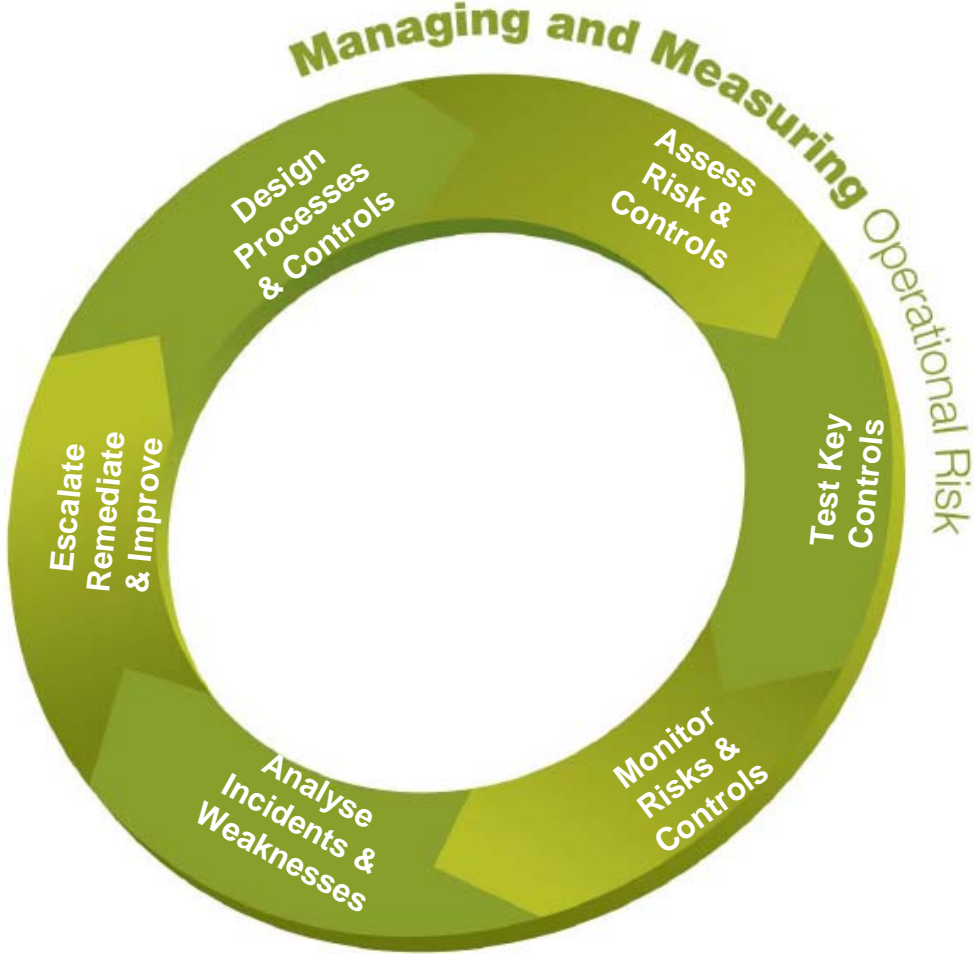 Managing and Measuring Operational Risk
Design
Processes
& Controls
Assess
Risk &
Controls
Test Key
Controls
Monitor
Risks &
Controls
Analyse
Incidents &
Weaknesses
Escalate
Remediate
& Improve